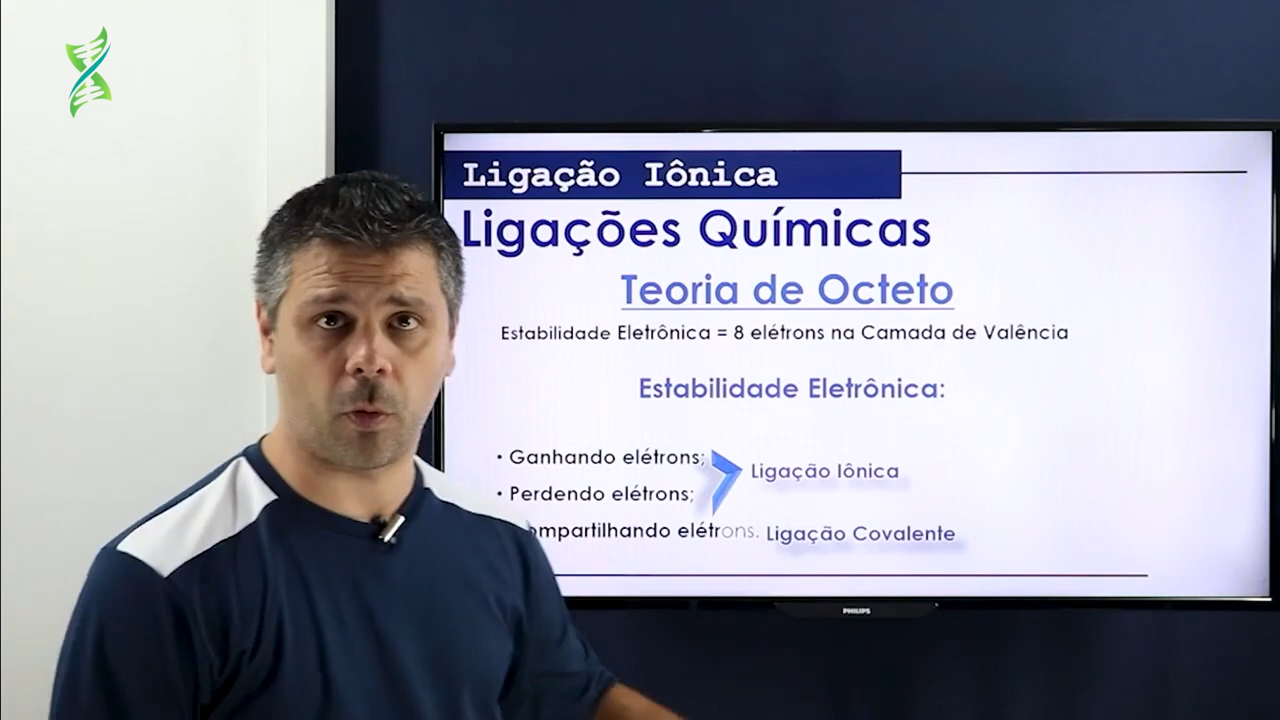 Ligação Iônica
Ligações Químicas
Teoria de Octeto
Estabilidade Eletrônica = 8 elétrons na Camada de Valência
Estabilidade Eletrônica:
• Ganhando elétrons;
Ligação Iônica
• Perdendo elétrons;
ompartilhando elétrons. Ligação Covalente
PHILIPS